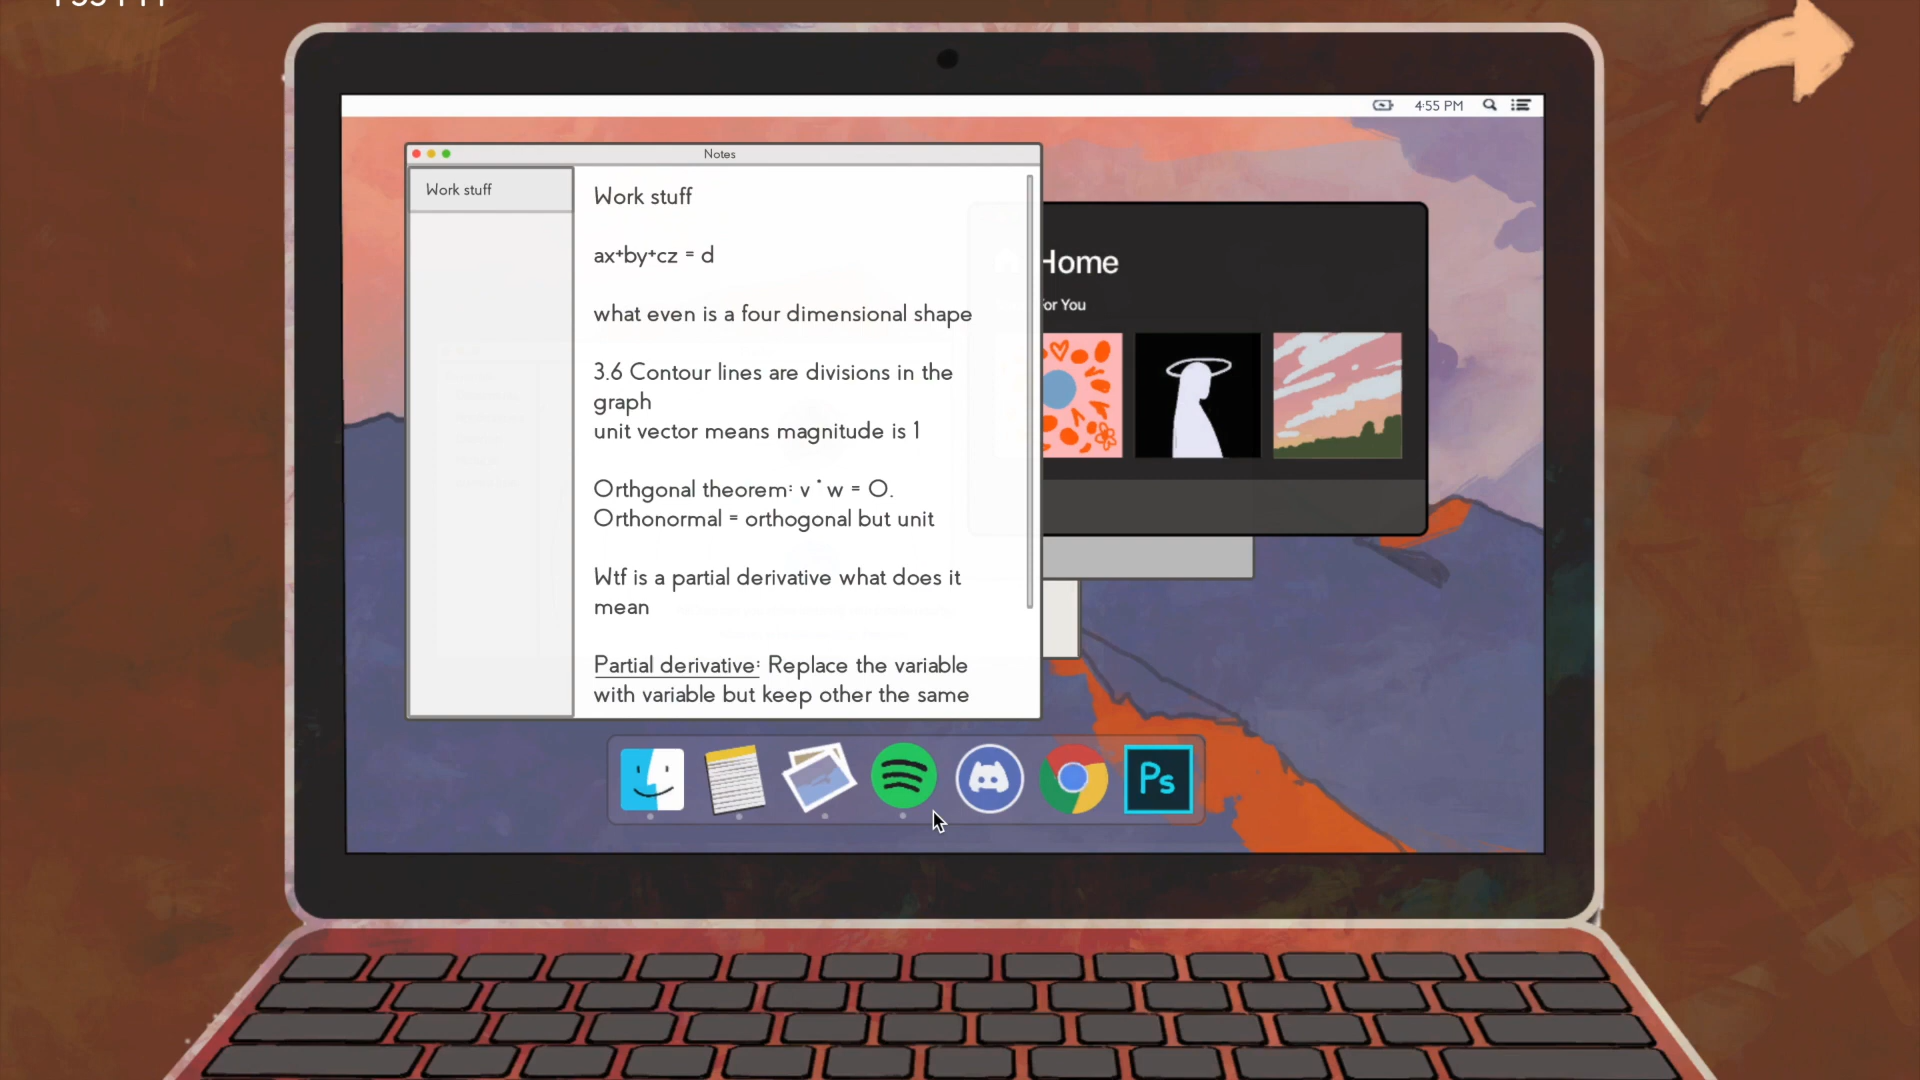 4:55 PM
Notes
Work stuff
Work stuff
ax+by+cz = d
what even is a four dimensional shape
3.6 Contour lines are divisions in the
graph
unit vector means magnitude is 1
Orthgonal theorem: v • w = 0.
Orthonormal = orthogonal but unit
Wtf is a partial derivative what does it
mean
Partial derivative: Replace the variable
with variable but keep other the same
Home
For You
Ps